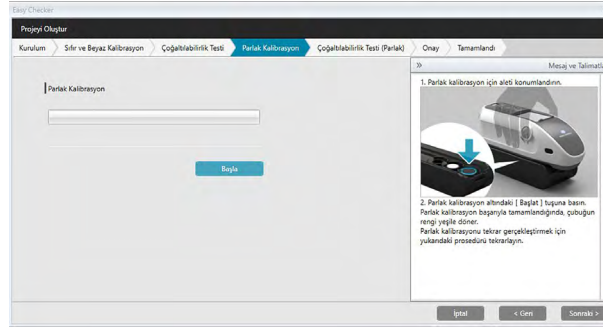 Easy Checker
Projeyi Oluştur
Kurulum
Sıfır ve Beyaz Kalibrasyon
Çoğaltılabilirlik Testi
Parlak Kalibrasyon
Çoğaltılabilirlik Testi (Parlak)
Onay
Tamamlandı
» Mesaj ve Talimatla
Parlak Kalibrasyon
Başla
1. Parlak kalibrasyon için aleti konumlandırın.
2. Parlak kalibrasyon altındaki [ Başlat ] tuşuna basın.
Parlak kalibrasyon başarıyla tamamlandığında, çubuğun
rengi yeşile döner.
Parlak kalibrasyonu tekrar gerçekleştirmek için
yukarıdaki prosedürü tekrarlayın.
İptal
< Geri
Sonraki >